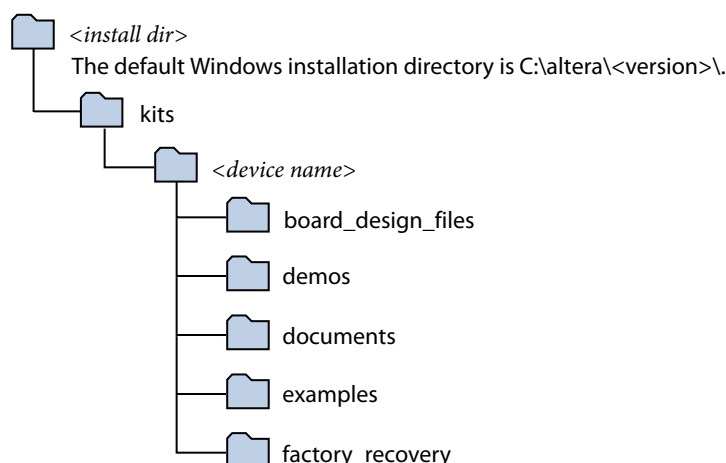 <install dir>
The default Windows installation directory is C:\altera\<version>\.
kits
<device name>
board_design_files
demos
documents
examples
factory_recovery